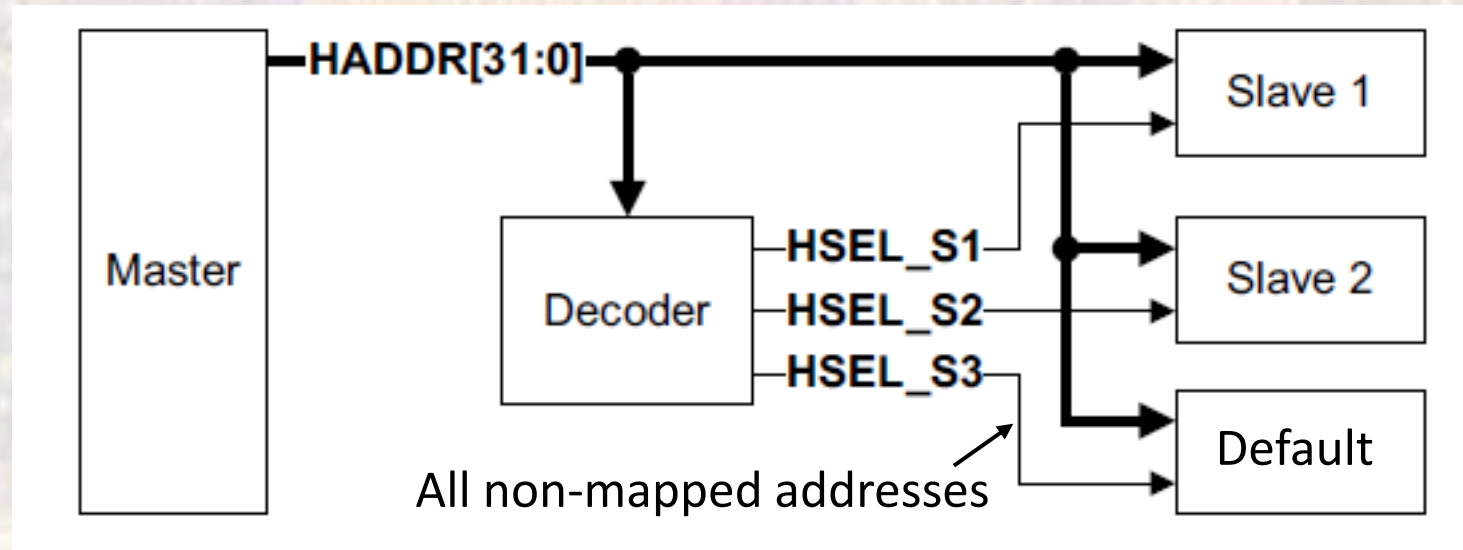 HADDR[31:0]
Slave 1
Master
Decoder
HSEL_S1
HSEL_S2
HSEL_S3
Slave 2
Default
All non-mapped addresses